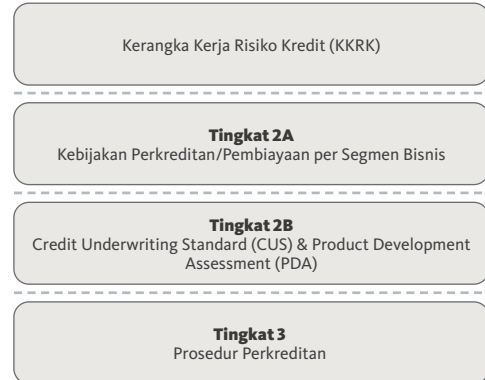 Kerangka Kerja Risiko Kredit (KKRK)
Tingkat 2A
Kebijakan Perkreditan/Pembiayaan per Segmen Bisnis
Tingkat 2B
Credit Underwriting Standard (CUS) & Product Development
Assessment (PDA)
Tingkat 3
Prosedur Perkreditan